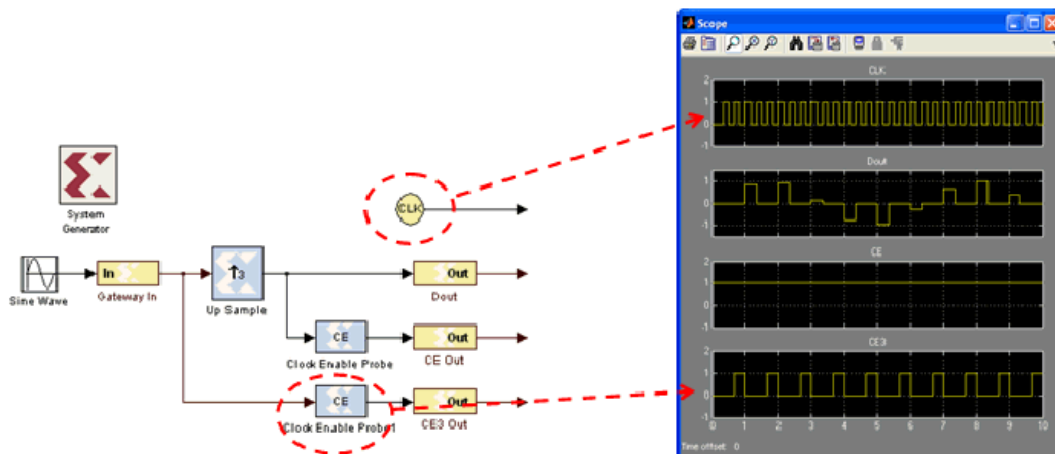 System
Generator
Sine Wave
In
Gateway In
↑3
Up Sample
CLK
Out
Dout
CE
Clock Enable Probe
Out
CE Out
CE
Clock Enable Probe1
Out
CE3 Out
Scope
CLK
2
1
0
-1
Dout
1
0
-1
CE
2
1
0
-1
CE3
2
1
0
-1
0 1 2 3 4 5 6 7 8 9 10
Time offset: 0